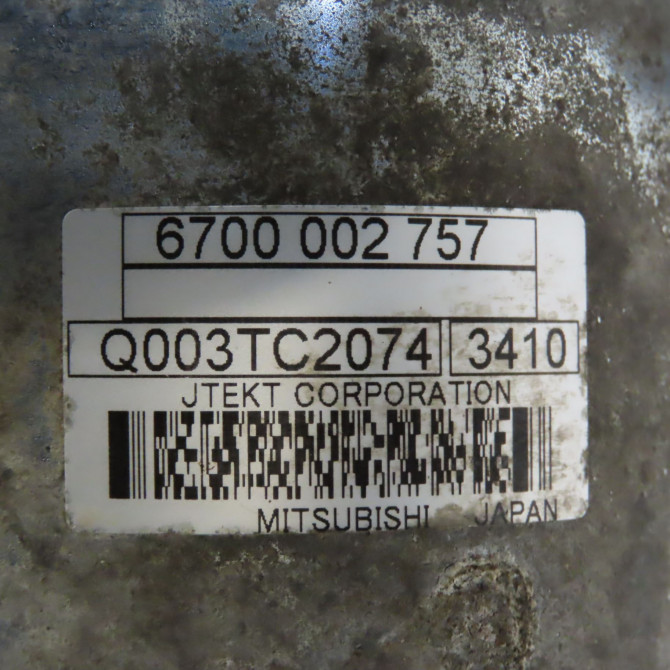 6700 002 757
Q003TC2074 3410
JTEKT CORPORATION
MITSUBISHI JAPAN